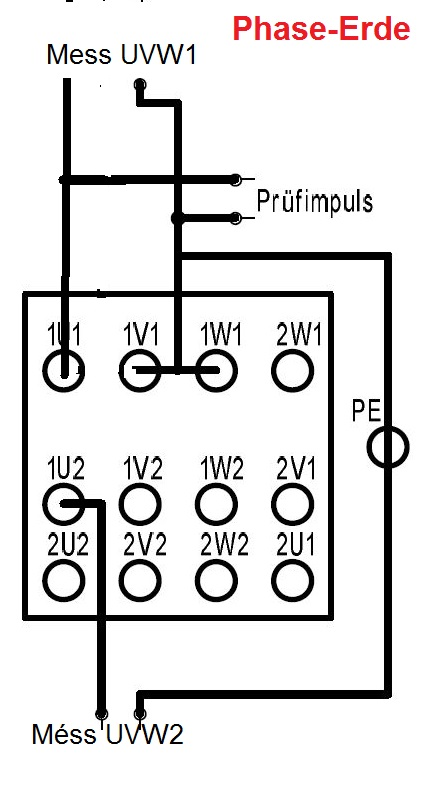 Phase-Erde
Mess UVW1
Prüfimpuls
1U1 1V1 1W1 2W1
PE
1U2 1V2 1W2 2V1
2U2 2V2 2W2 2U1
Méss UVW2